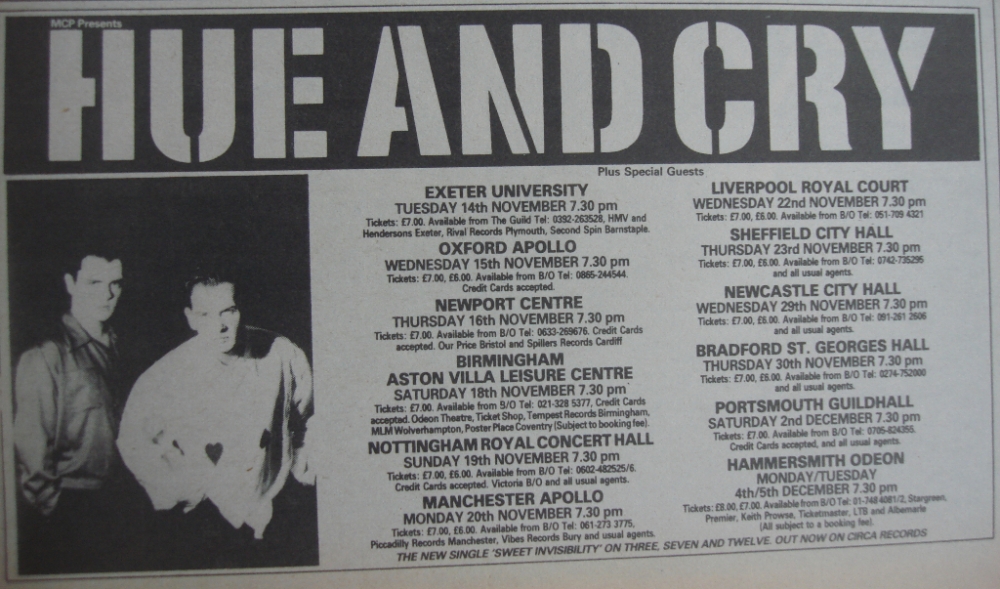 MCP Presents
HUE AND CRY
Plus Special Guests
EXETER UNIVERSITY
TUESDAY 14th NOVEMBER 7.30 pm
Tickets: £7.00. Available from The Guild Tel: 0392-263528, HMV and
Hendersons Exeter, Rival Records Plymouth, Second Spin Barnstaple.
OXFORD APOLLO
WEDNESDAY 15th NOVEMBER 7.30 pm
Tickets: £7.00, £6.00. Available from B/O Tel: 0865-244544.
Credit Cards accepted.
NEWPORT CENTRE
THURSDAY 16th NOVEMBER 7.30 pm
Tickets: £7.00. Available from B/O Tel: 0633-259676, Credit Cards
accepted. Our Price Bristol and Spillers Records Cardiff
BIRMINGHAM
ASTON VILLA LEISURE CENTRE
SATURDAY 18th NOVEMBER 7.30 pm
Tickets: £7.00. Available from B/O Tel: 021-328 5377, Credit Cards
accepted. Odeon Theatre, Ticket Shop, Tempest Records Birmingham,
MLM Wolverhampton, Poster Place Coventry (Subject to booking fee).
NOTTINGHAM ROYAL CONCERT HALL
SUNDAY 19th NOVEMBER 7.30 pm
Tickets: £7.00, £6.00. Available from B/O Tel: 0602-482525/6.
Credit Cards accepted. Victoria B/O and all usual agents.
MANCHESTER APOLLO
MONDAY 20th NOVEMBER 7.30 pm
Tickets: £7.00, £6.00. Available from B/O Tel: 061-273 3775,
Piccadilly Records Manchester, Vibes Records Bury and usual agents.
LIVERPOOL ROYAL COURT
WEDNESDAY 22nd NOVEMBER 7.30 pm
Tickets: £7.00, £6.00. Available from B/O Tel: 051-709 4321
SHEFFIELD CITY HALL
THURSDAY 23rd NOVEMBER 7.30 pm
Tickets: £7.00, £6.00. Available from B/O Tel: 0742-735295
and all usual agents.
NEWCASTLE CITY HALL
WEDNESDAY 29th NOVEMBER 7.30 pm
Tickets: £7.00, £6.00. Available from B/O Tel: 091-261 2606
and all usual agents.
BRADFORD ST. GEORGES HALL
THURSDAY 30th NOVEMBER 7.30 pm
Tickets: £7.00, £6.00. Available from B/O Tel: 0274-752000
and all usual agents.
PORTSMOUTH GUILDHALL
SATURDAY 2nd DECEMBER 7.30 pm
Tickets: £7.00. Available from B/O Tel: 0705-824355.
Credit Cards accepted, and all usual agents.
HAMMERSMITH ODEON
MONDAY/TUESDAY
4th/5th DECEMBER 7.30 pm
Tickets: £8.00, £7.00. Available from B/O Tel: 01-748 4081/2, Stargreen,
Premier, Keith Prowse, Ticketmaster, LTB and Albemarle
(All subject to a booking fee).
THE NEW SINGLE 'SWEET INVISIBILITY' ON THREE, SEVEN AND TWELVE. OUT NOW ON CIRCA RECORDS